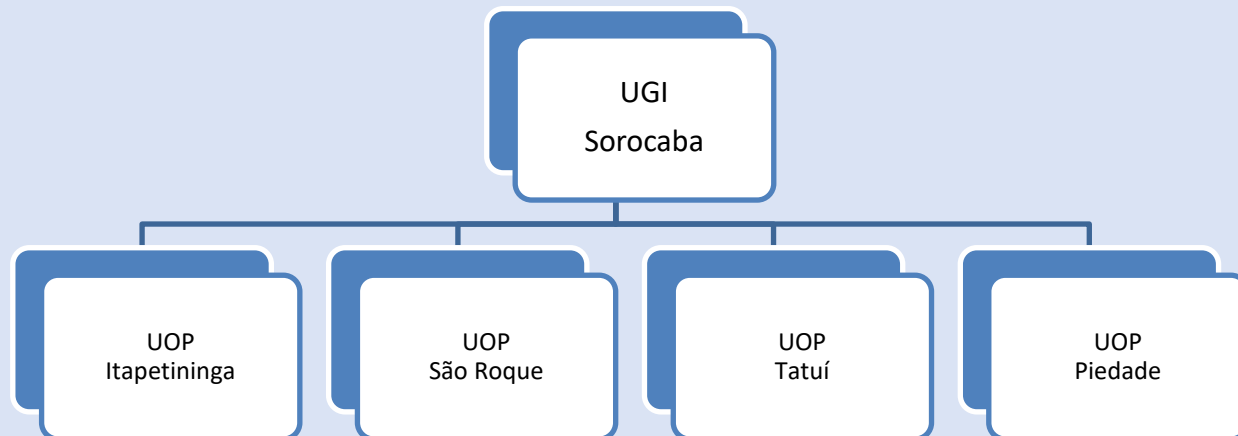 UGI
Sorocaba
UOP
Itapetininga
UOP
São Roque
UOP
Tatuí
UOP
Piedade